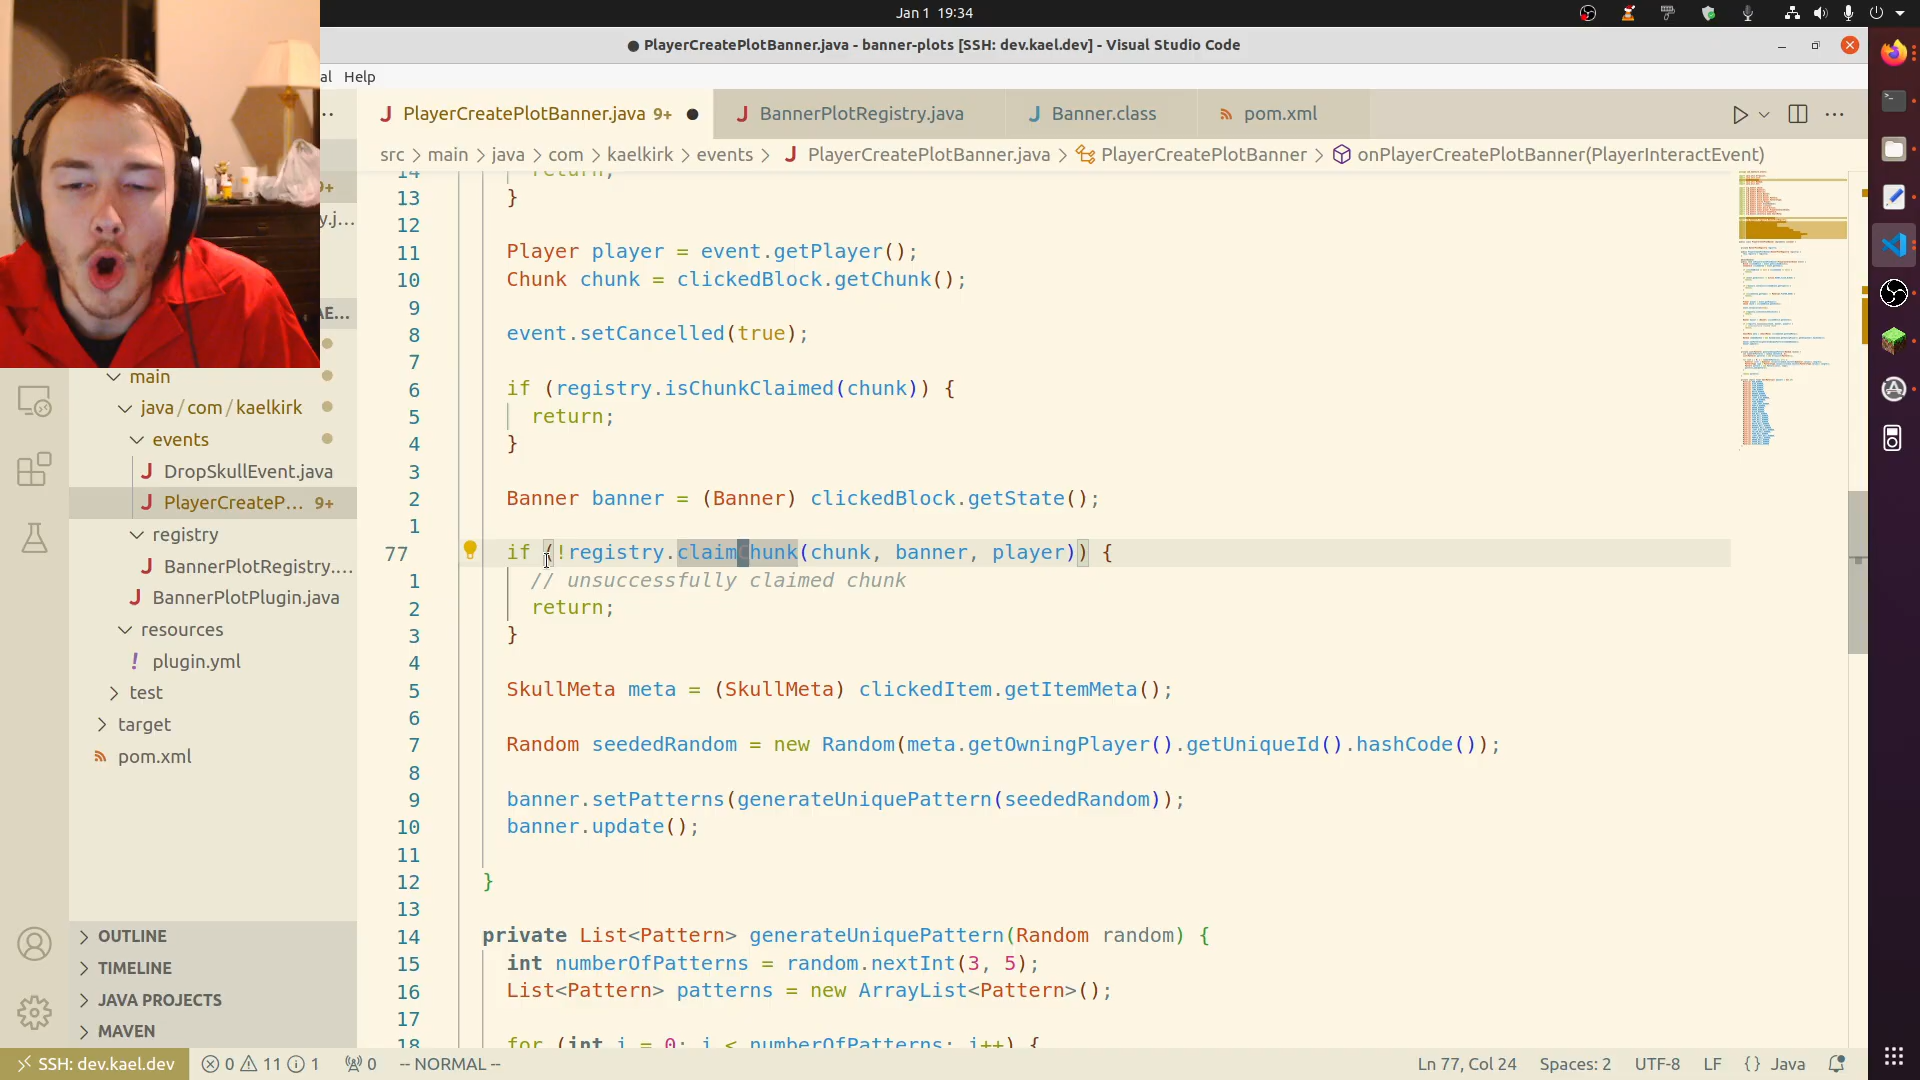 Jan 1 19:34
● PlayerCreatePlotBanner.java - banner-plots [SSH: dev.kael.dev] - Visual Studio Code
al Help
PlayerCreatePlotBanner.java 9+ ●
BannerPlotRegistry.java
Banner.class
pom.xml
src > main > java > com > kaelkirk > events > PlayerCreatePlotBanner.java > PlayerCreatePlotBanner > onPlayerCreatePlotBanner(PlayerInteractEvent)
14 return;
13 }
12
11 Player player = event.getPlayer();
10 Chunk chunk = clickedBlock.getChunk();
9
8 event.setCancelled(true);
7
6 if (registry.isChunkClaimed(chunk)) {
5 return;
4 }
3
2 Banner banner = (Banner) clickedBlock.getState();
1
77 if (!registry.claimChunk(chunk, banner, player)) {
1 // unsuccessfully claimed chunk
2 return;
3 }
4
5 SkullMeta meta = (SkullMeta) clickedItem.getItemMeta();
6
7 Random seededRandom = new Random(meta.getOwningPlayer().getUniqueId().hashCode());
8
9 banner.setPatterns(generateUniquePattern(seededRandom));
10 banner.update();
11
12 }
13
14 private List<Pattern> generateUniquePattern(Random random) {
15 int numberOfPatterns = random.nextInt(3, 5);
16 List<Pattern> patterns = new ArrayList<Pattern>();
17
18 for (int i = 0; i < numberOfPatterns; i++) {
9+
y.j...
AE...
main
java/com/kaelkirk
events
DropSkullEvent.java
PlayerCreateP... 9+
registry
BannerPlotRegistry....
BannerPlotPlugin.java
resources
! plugin.yml
test
target
pom.xml
OUTLINE
TIMELINE
JAVA PROJECTS
MAVEN
SSH: dev.kael.dev 0 11 1 0 -- NORMAL --
Ln 77, Col 24 Spaces: 2 UTF-8 LF {} Java